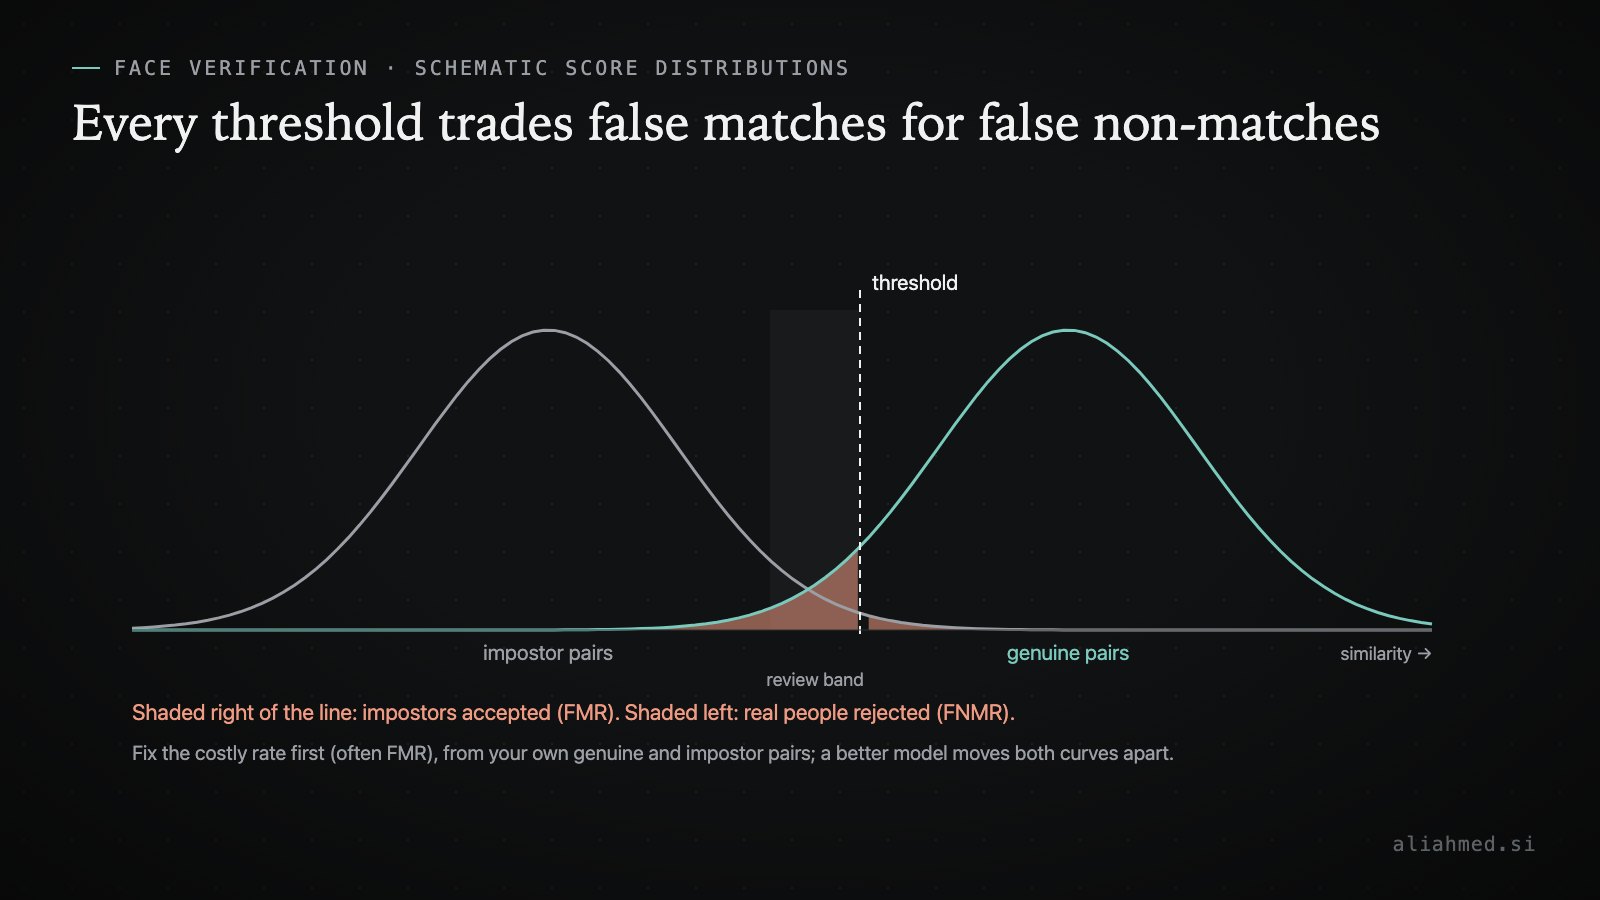 FACE VERIFICATION · SCHEMATIC SCORE DISTRIBUTIONS
Every threshold trades false matches for false non-matches
threshold
impostor pairs
genuine pairs
similarity →
review band
Shaded right of the line: impostors accepted (FMR). Shaded left: real people rejected (FNMR).
Fix the costly rate first (often FMR), from your own genuine and impostor pairs; a better model moves both curves apart.
aliahmed.si